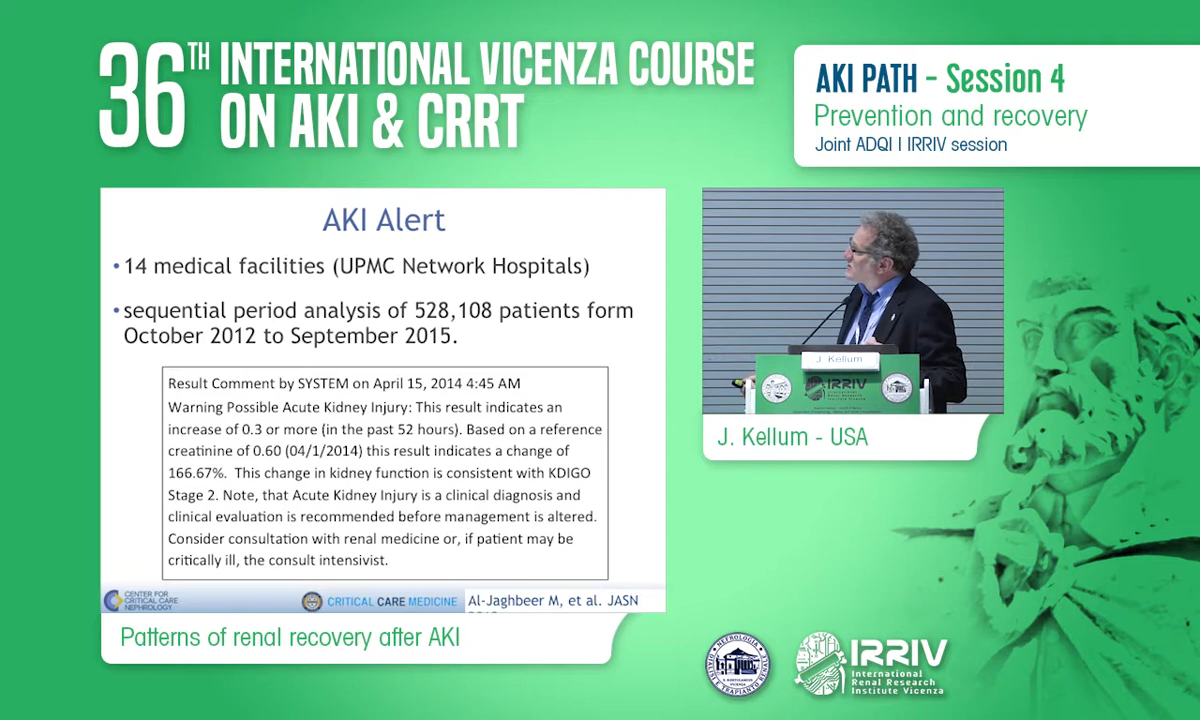 36TH INTERNATIONAL VICENZA COURSE
ON AKI & CRRT
AKI PATH - Session 4
Prevention and recovery
Joint ADQI | IRRIV session
AKI Alert
• 14 medical facilities (UPMC Network Hospitals)
• sequential period analysis of 528,108 patients form
October 2012 to September 2015.
Result Comment by SYSTEM on April 15, 2014 4:45 AM
Warning Possible Acute Kidney Injury: This result indicates an
increase of 0.3 or more (in the past 52 hours). Based on a reference
creatinine of 0.60 (04/1/2014) this result indicates a change of
166.67%. This change in kidney function is consistent with KDIGO
Stage 2. Note, that Acute Kidney Injury is a clinical diagnosis and
clinical evaluation is recommended before management is altered.
Consider consultation with renal medicine or, if patient may be
critically ill, the consult intensivist.
CENTER FOR
CRITICAL CARE
NEPHROLOGY
CRITICAL CARE MEDICINE
Al-Jaghbeer M, et al. JASN
Patterns of renal recovery after AKI
J. Kellum
IRRIV
J. Kellum - USA
NEFROLOGIA
DIALISI E TRAPIANTO RENALE
IRRIV
International
Renal Research
Institute Vicenza